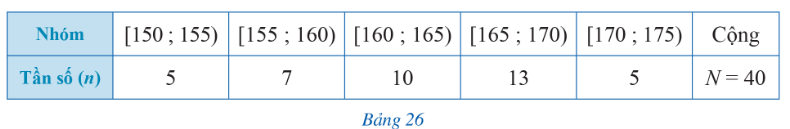 Nhóm [150 ; 155) [155 ; 160) [160 ; 165) [165 ; 170) [170 ; 175) Cộng
Tần số (n) 5 7 10 13 5 N = 40
Bảng 26